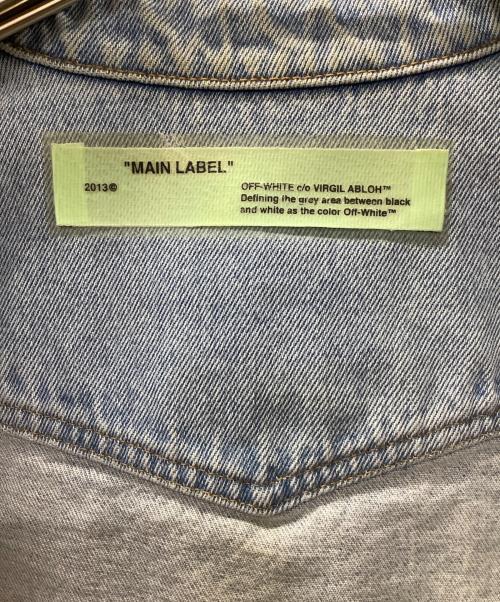 "MAIN LABEL"
2013©
OFF-WHITE c/o VIRGIL ABLOH™
Defining the grey area between black
and white as the color Off-White™